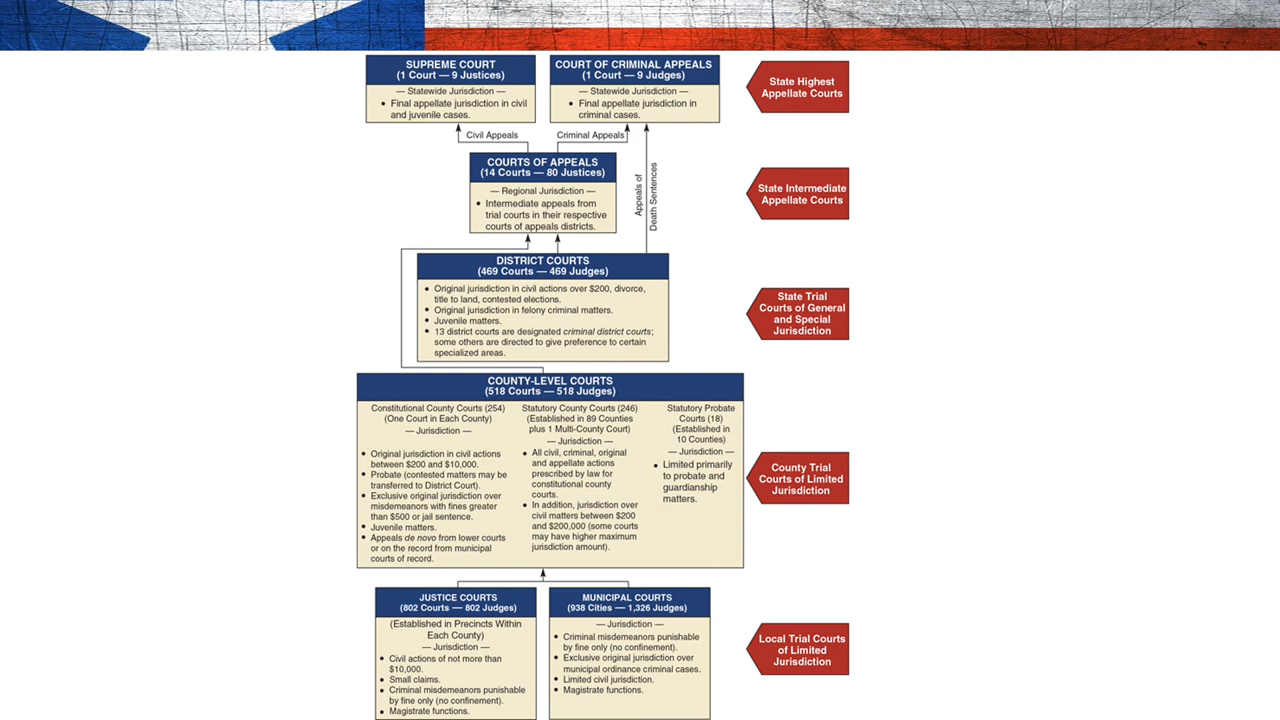 SUPREME COURT
(1 Court — 9 Justices)
— Statewide Jurisdiction —
• Final appellate jurisdiction in civil
and juvenile cases.
COURT OF CRIMINAL APPEALS
(1 Court — 9 Judges)
— Statewide Jurisdiction —
• Final appellate jurisdiction in
criminal cases.
State Highest
Appellate Courts
Civil Appeals
Criminal Appeals
Appeals of
Death Sentences
COURTS OF APPEALS
(14 Courts — 80 Justices)
— Regional Jurisdiction —
• Intermediate appeals from
trial courts in their respective
courts of appeals districts.
State Intermediate
Appellate Courts
DISTRICT COURTS
(469 Courts — 469 Judges)
• Original jurisdiction in civil actions over $200, divorce,
title to land, contested elections.
• Original jurisdiction in felony criminal matters.
• Juvenile matters.
• 13 district courts are designated criminal district courts;
some others are directed to give preference to certain
specialized areas.
State Trial
Courts of General
and Special
Jurisdiction
COUNTY-LEVEL COURTS
(518 Courts — 518 Judges)
Constitutional County Courts (254)
(One Court in Each County)
— Jurisdiction —
• Original jurisdiction in civil actions
between $200 and $10,000.
• Probate (contested matters may be
transferred to District Court).
• Exclusive original jurisdiction over
misdemeanors with fines greater
than $500 or jail sentence.
• Juvenile matters.
• Appeals de novo from lower courts
or on the record from municipal
courts of record.
Statutory County Courts (246)
(Established in 89 Counties
plus 1 Multi-County Court)
— Jurisdiction —
• All civil, criminal, original
and appellate actions
prescribed by law for
constitutional county
courts.
• In addition, jurisdiction over
civil matters between $200
and $200,000 (some courts
may have higher maximum
jurisdiction amount).
Statutory Probate
Courts (18)
(Established in
10 Counties)
— Jurisdiction —
• Limited primarily
to probate and
guardianship
matters.
County Trial
Courts of Limited
Jurisdiction
JUSTICE COURTS
(802 Courts — 802 Judges)
(Established in Precincts Within
Each County)
— Jurisdiction —
• Civil actions of not more than
$10,000.
• Small claims.
• Criminal misdemeanors punishable
by fine only (no confinement).
• Magistrate functions.
MUNICIPAL COURTS
(938 Cities — 1,326 Judges)
— Jurisdiction —
• Criminal misdemeanors punishable
by fine only (no confinement).
• Exclusive original jurisdiction over
municipal ordinance criminal cases.
• Limited civil jurisdiction.
• Magistrate functions.
Local Trial Courts
of Limited
Jurisdiction